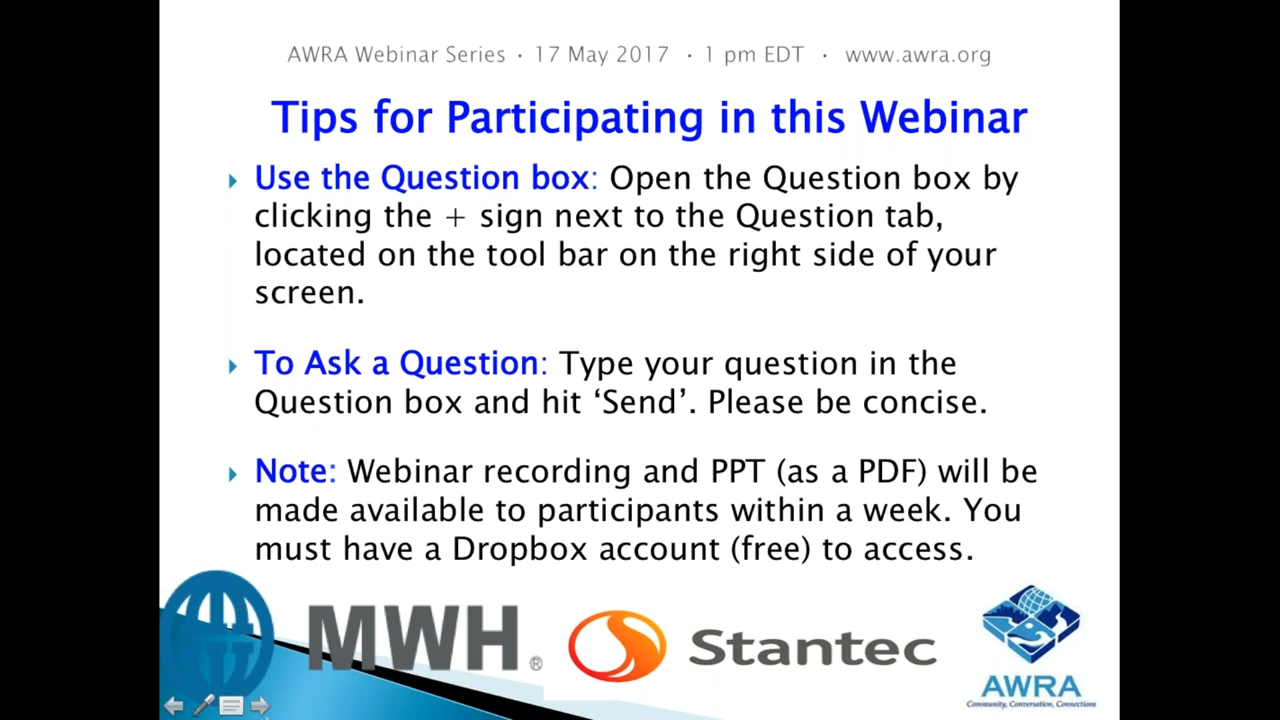 AWRA Webinar Series • 17 May 2017 • 1 pm EDT • www.awra.org
Tips for Participating in this Webinar
Use the Question box: Open the Question box by
clicking the + sign next to the Question tab,
located on the tool bar on the right side of your
screen.
To Ask a Question: Type your question in the
Question box and hit ‘Send’. Please be concise.
Note: Webinar recording and PPT (as a PDF) will be
made available to participants within a week. You
must have a Dropbox account (free) to access.
MWH®
Stantec
AWRA
Community, Conversation, Connections